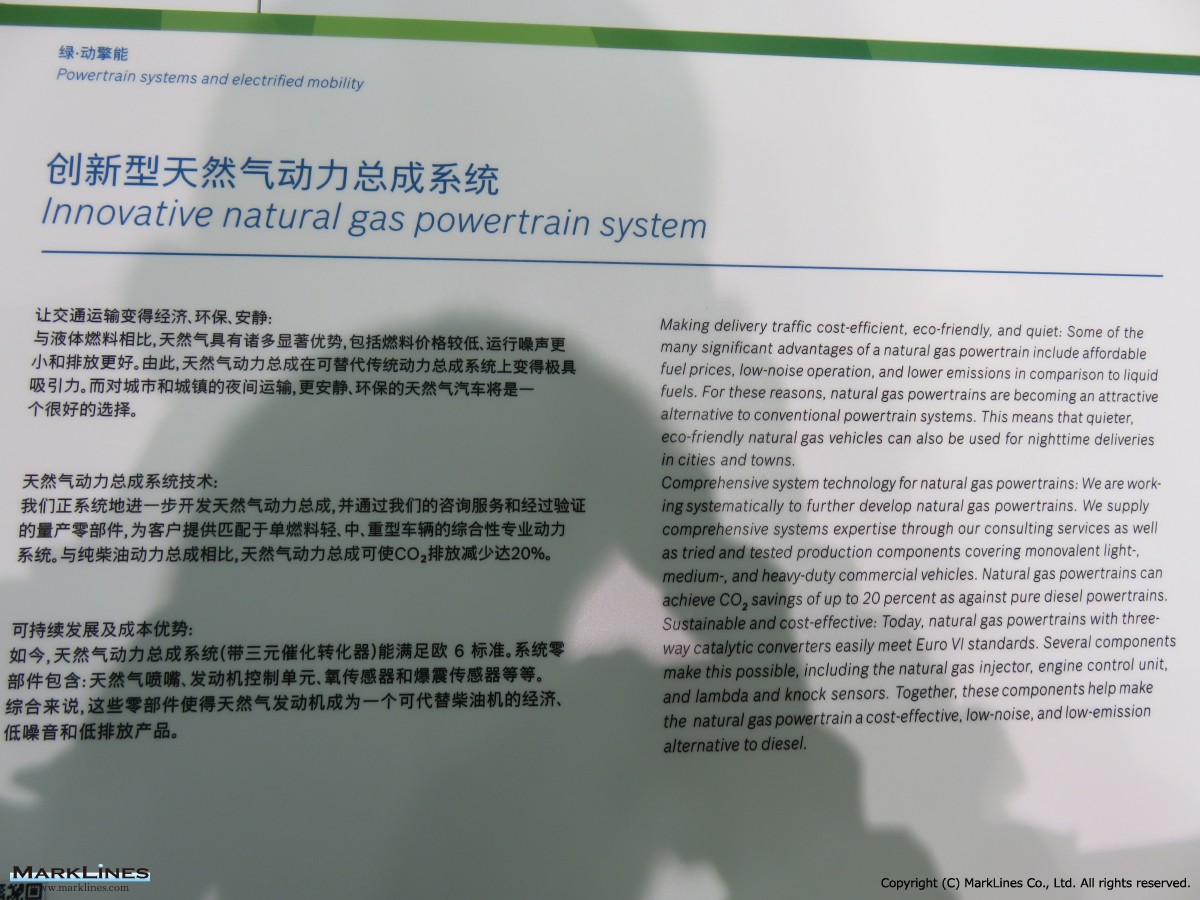 绿·动擎能
Powertrain systems and electrified mobility
创新型天然气动力总成系统
Innovative natural gas powertrain system
让交通运输变得经济、环保、安静:
与液体燃料相比,天然气具有诸多显著优势,包括燃料价格较低、运行噪声更
小和排放更好。由此,天然气动力总成在可替代传统动力总成系统上变得极具
吸引力。而对城市和城镇的夜间运输,更安静、环保的天然气汽车将是一
个很好的选择。
天然气动力总成系统技术:
我们正系统地进一步开发天然气动力总成,并通过我们的咨询服务和经过验证
的量产零部件,为客户提供匹配于单燃料轻、中、重型车辆的综合性专业动力
系统。与纯柴油动力总成相比,天然气动力总成可使CO₂排放减少达20%。
可持续发展及成本优势:
如今,天然气动力总成系统(带三元催化转化器)能满足欧 6 标准。系统零
部件包含:天然气喷嘴、发动机控制单元、氧传感器和爆震传感器等等。
综合来说,这些零部件使得天然气发动机成为一个可代替柴油机的经济、
低噪音和低排放产品。
Making delivery traffic cost-efficient, eco-friendly, and quiet: Some of the
many significant advantages of a natural gas powertrain include affordable
fuel prices, low-noise operation, and lower emissions in comparison to liquid
fuels. For these reasons, natural gas powertrains are becoming an attractive
alternative to conventional powertrain systems. This means that quieter,
eco-friendly natural gas vehicles can also be used for nighttime deliveries
in cities and towns.
Comprehensive system technology for natural gas powertrains: We are work-
ing systematically to further develop natural gas powertrains. We supply
comprehensive systems expertise through our consulting services as well
as tried and tested production components covering monovalent light-,
medium-, and heavy-duty commercial vehicles. Natural gas powertrains can
achieve CO₂ savings of up to 20 percent as against pure diesel powertrains.
Sustainable and cost-effective: Today, natural gas powertrains with three-
way catalytic converters easily meet Euro VI standards. Several components
make this possible, including the natural gas injector, engine control unit,
and lambda and knock sensors. Together, these components help make
the natural gas powertrain a cost-effective, low-noise, and low-emission
alternative to diesel.
MARKLINES
www.marklines.com
Copyright (C) MarkLines Co., Ltd. All rights reserved.